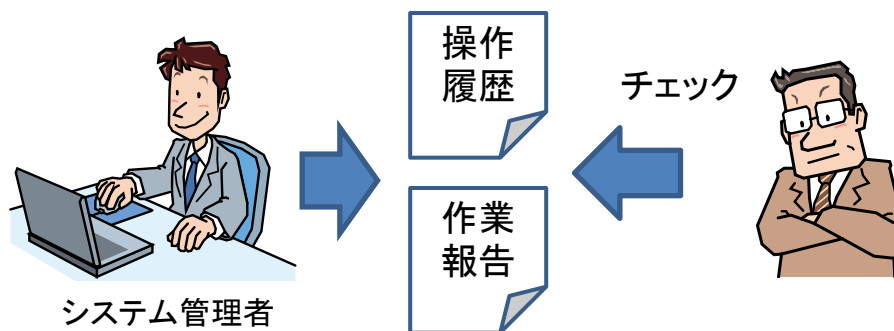 操作
履歴
チェック
作業
報告
システム管理者